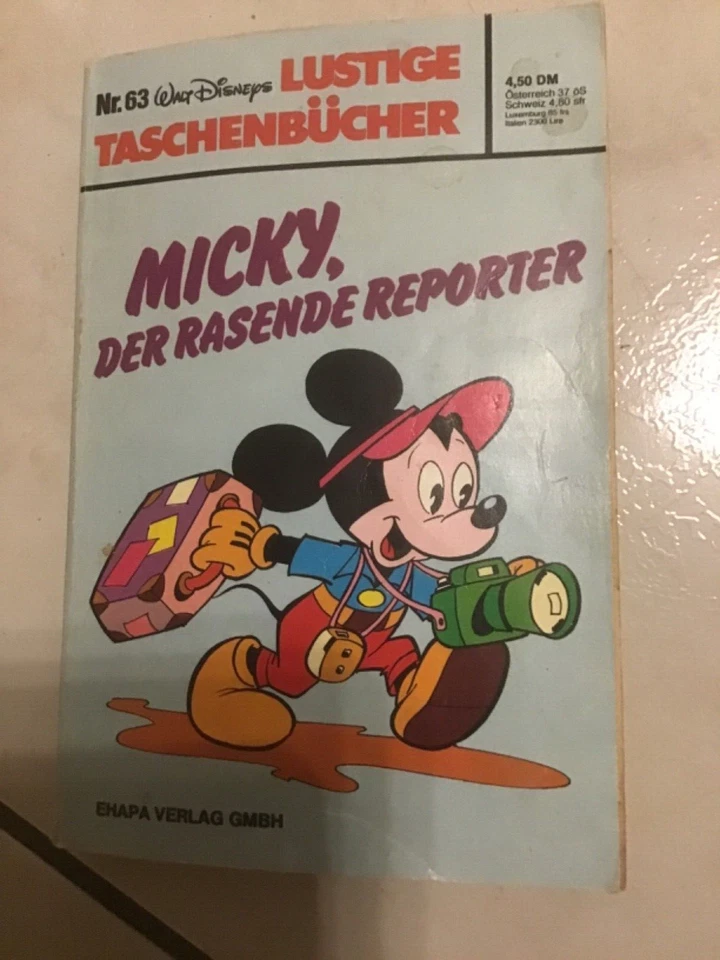 Nr. 63 Walt Disneys LUSTIGE
TASCHENBÜCHER
4,50 DM
Österreich 37 öS
Schweiz 4,80 sfr
Luxemburg 85 lfrs
Italien 2300 Lire
MICKY,
DER RASENDE REPORTER
EHAPA VERLAG GMBH